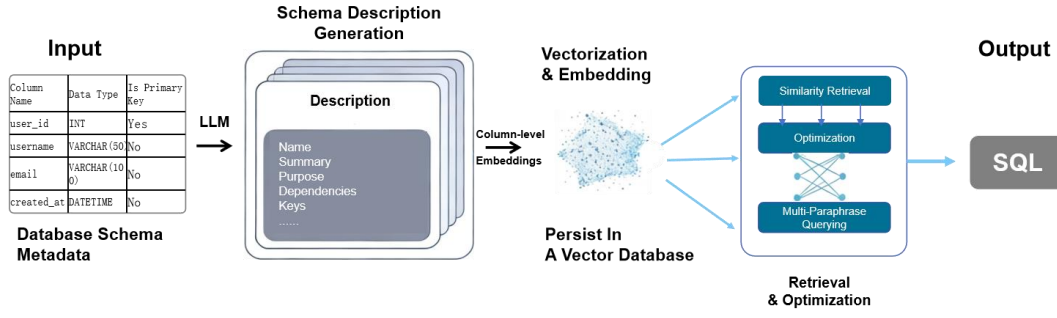 Input
Column Name Data Type Is Primary Key
user_id INT Yes
username VARCHAR(50) No
email VARCHAR(100) No
created_at DATETIME No
Database Schema
Metadata
LLM
Schema Description
Generation
Description
Name
Summary
Purpose
Dependencies
Keys
......
Column-level
Embeddings
Vectorization
& Embedding
Persist In
A Vector Database
Similarity Retrieval
Optimization
Multi-Paraphrase
Querying
Retrieval
& Optimization
Output
SQL